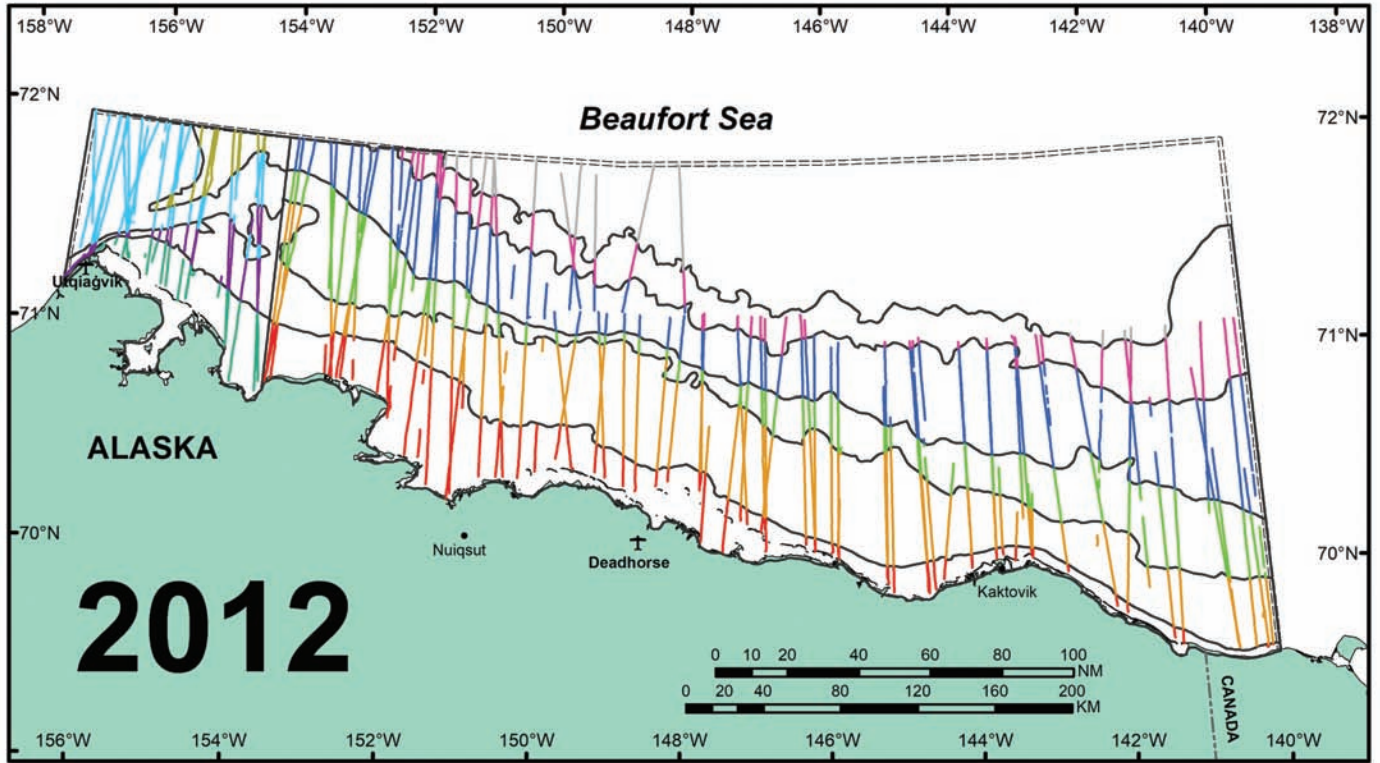 158°W 156°W 154°W 152°W 150°W 148°W 146°W 144°W 142°W 140°W 138°W
72°N 72°N
Beaufort Sea
Utqiaġvik
71°N 71°N
ALASKA
70°N 70°N
Nuiqsut
Deadhorse
Kaktovik
2012
0 10 20 40 60 80 100
NM
0 20 40 80 120 160 200
KM
CANADA
156°W 154°W 152°W 150°W 148°W 146°W 144°W 142°W 140°W